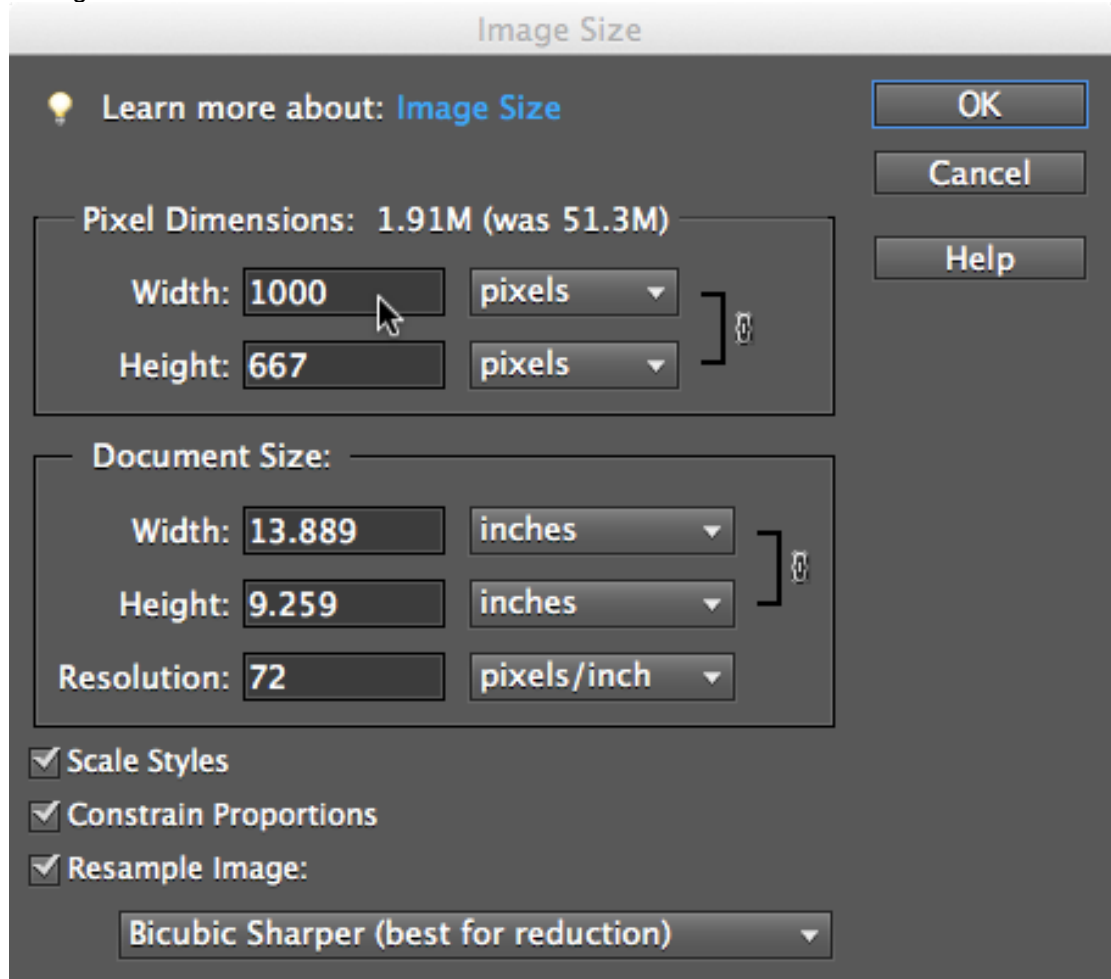 Image Size
Learn more about: Image Size
OK
Cancel
Help
Pixel Dimensions: 1.91M (was 51.3M)
Width: 1000 pixels
Height: 667 pixels
Document Size:
Width: 13.889 inches
Height: 9.259 inches
Resolution: 72 pixels/inch
Scale Styles
Constrain Proportions
Resample Image:
Bicubic Sharper (best for reduction)